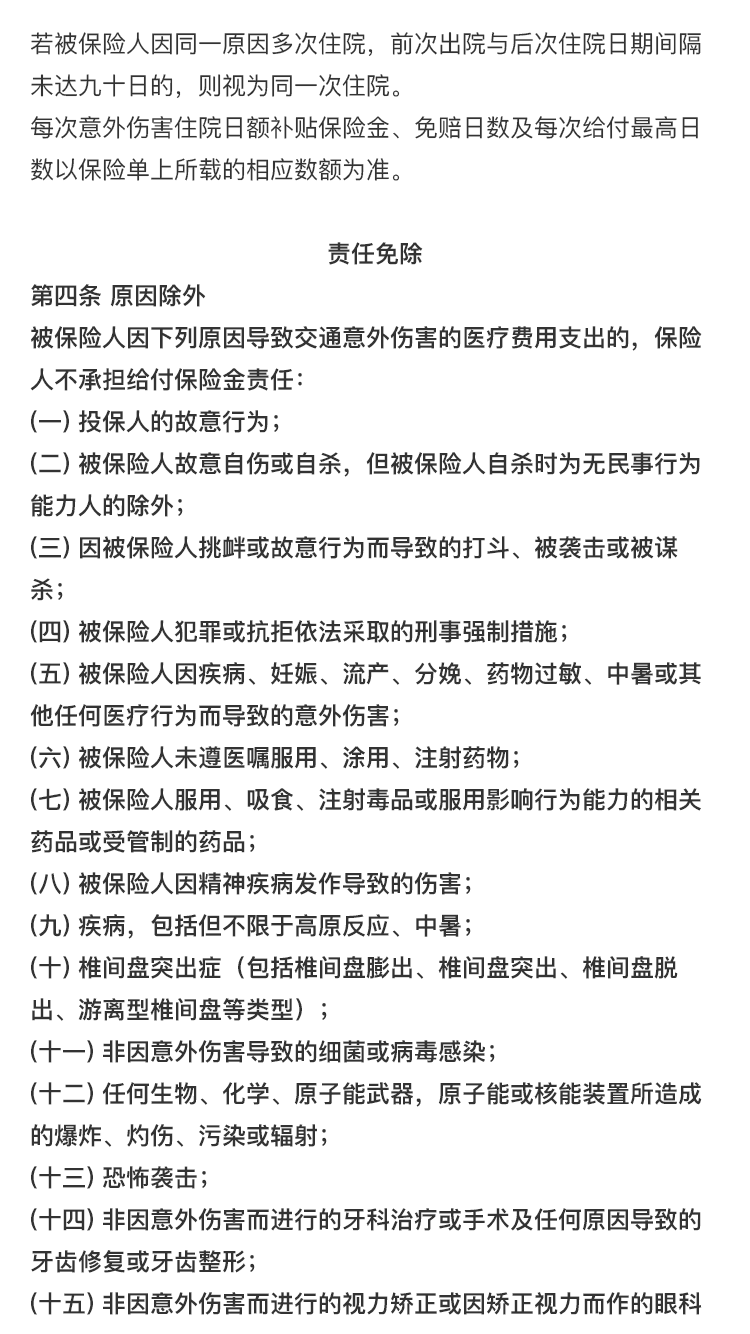 若被保险人因同一原因多次住院，前次出院与后次住院日期间隔
未达九十日的，则视为同一次住院。
每次意外伤害住院日额补贴保险金、免赔日数及每次给付最高日
数以保险单上所载的相应数额为准。
责任免除
第四条 原因除外
被保险人因下列原因导致交通意外伤害的医疗费用支出的，保险
人不承担给付保险金责任：
(一) 投保人的故意行为；
(二) 被保险人故意自伤或自杀，但被保险人自杀时为无民事行为
能力人的除外；
(三) 因被保险人挑衅或故意行为而导致的打斗、被袭击或被谋
杀；
(四) 被保险人犯罪或抗拒依法采取的刑事强制措施；
(五) 被保险人因疾病、妊娠、流产、分娩、药物过敏、中暑或其
他任何医疗行为而导致的意外伤害；
(六) 被保险人未遵医嘱服用、涂用、注射药物；
(七) 被保险人服用、吸食、注射毒品或服用影响行为能力的相关
药品或受管制的药品；
(八) 被保险人因精神疾病发作导致的伤害；
(九) 疾病，包括但不限于高原反应、中暑；
(十) 椎间盘突出症（包括椎间盘膨出、椎间盘突出、椎间盘脱
出、游离型椎间盘等类型）；
(十一) 非因意外伤害导致的细菌或病毒感染；
(十二) 任何生物、化学、原子能武器，原子能或核能装置所造成
的爆炸、灼伤、污染或辐射；
(十三) 恐怖袭击；
(十四) 非因意外伤害而进行的牙科治疗或手术及任何原因导致的
牙齿修复或牙齿整形；
(十五) 非因意外伤害而进行的视力矫正或因矫正视力而作的眼科